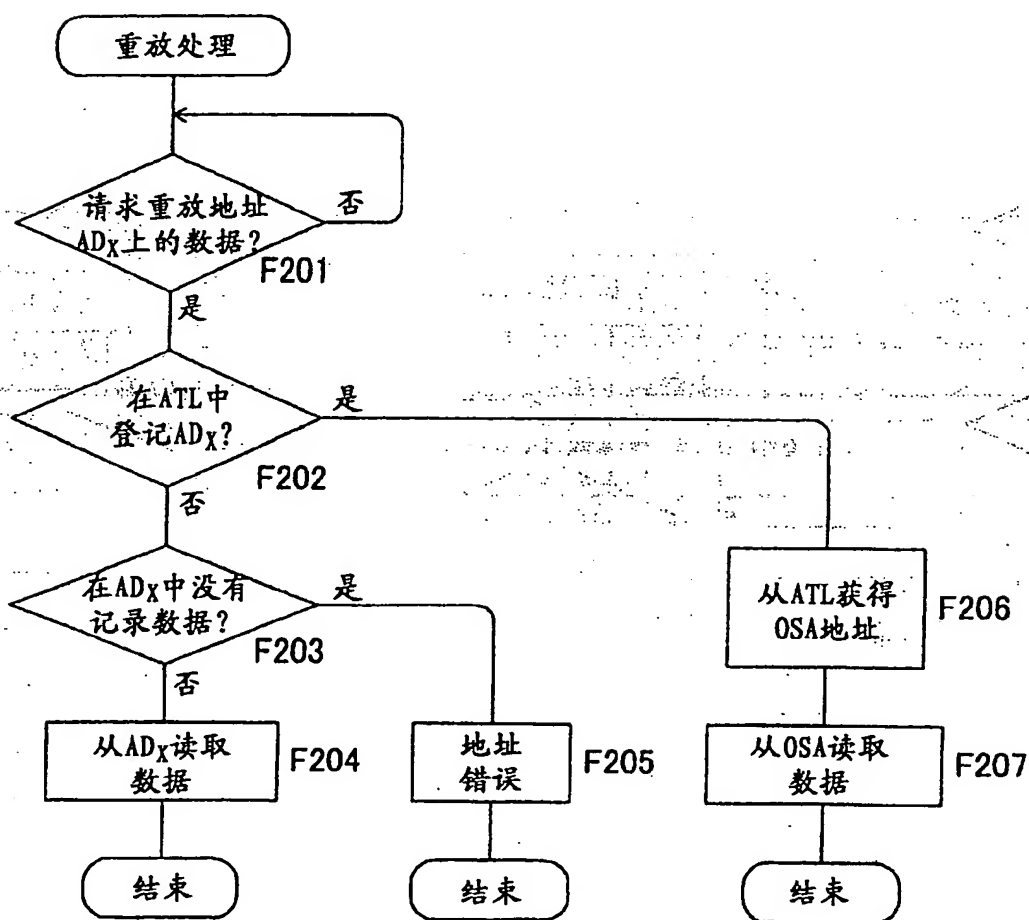 重放处理
请求重放地址
ADX上的数据?
否
F201
是
在ATL中
登记ADX?
是
F202
否
在ADX中没有
记录数据?
是
F203
否
从ATL获得
OSA地址
F206
从ADX读取
数据
F204
地址
错误
F205
从OSA读取
数据
F207
结束
结束
结束